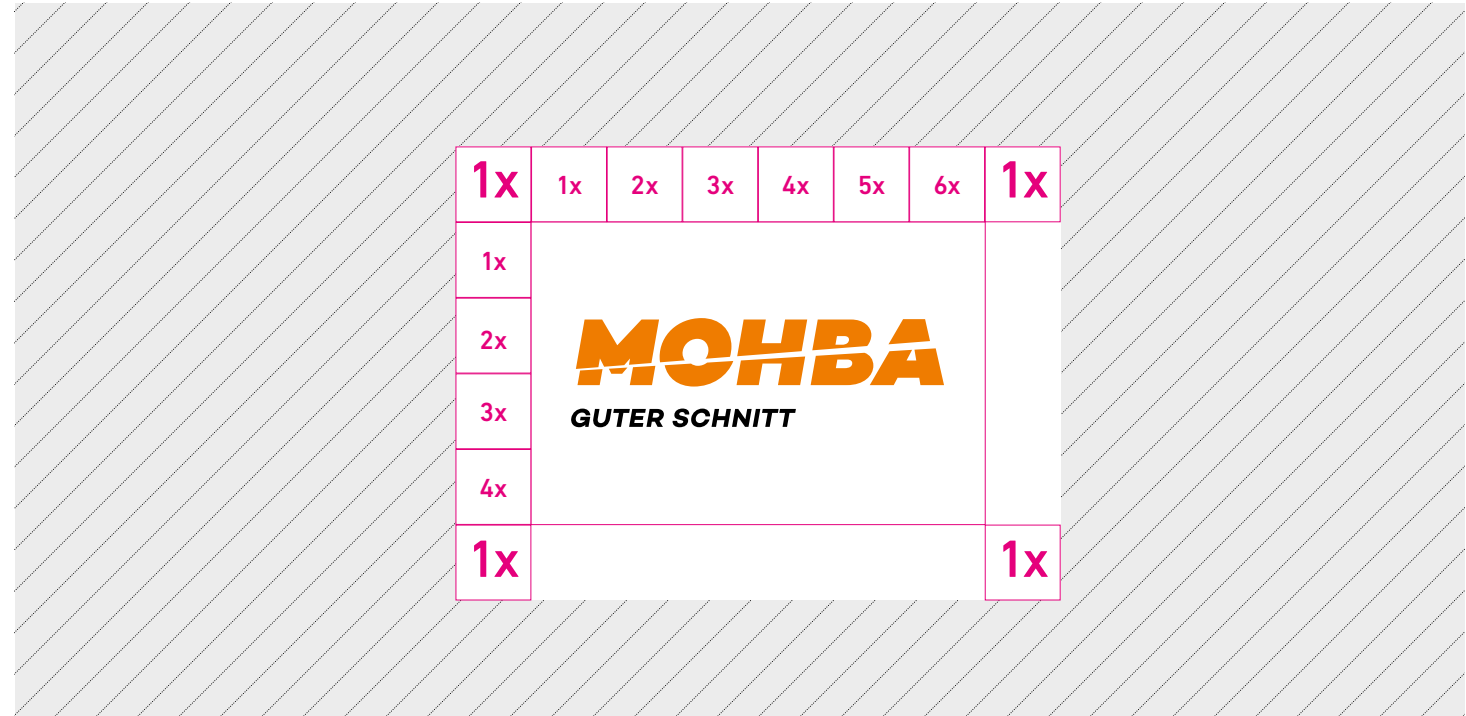 1x 1x 2x 3x 4x 5x 6x 1x
1x
2x
MOHBA
3x
GUTER SCHNITT
4x
1x 1x